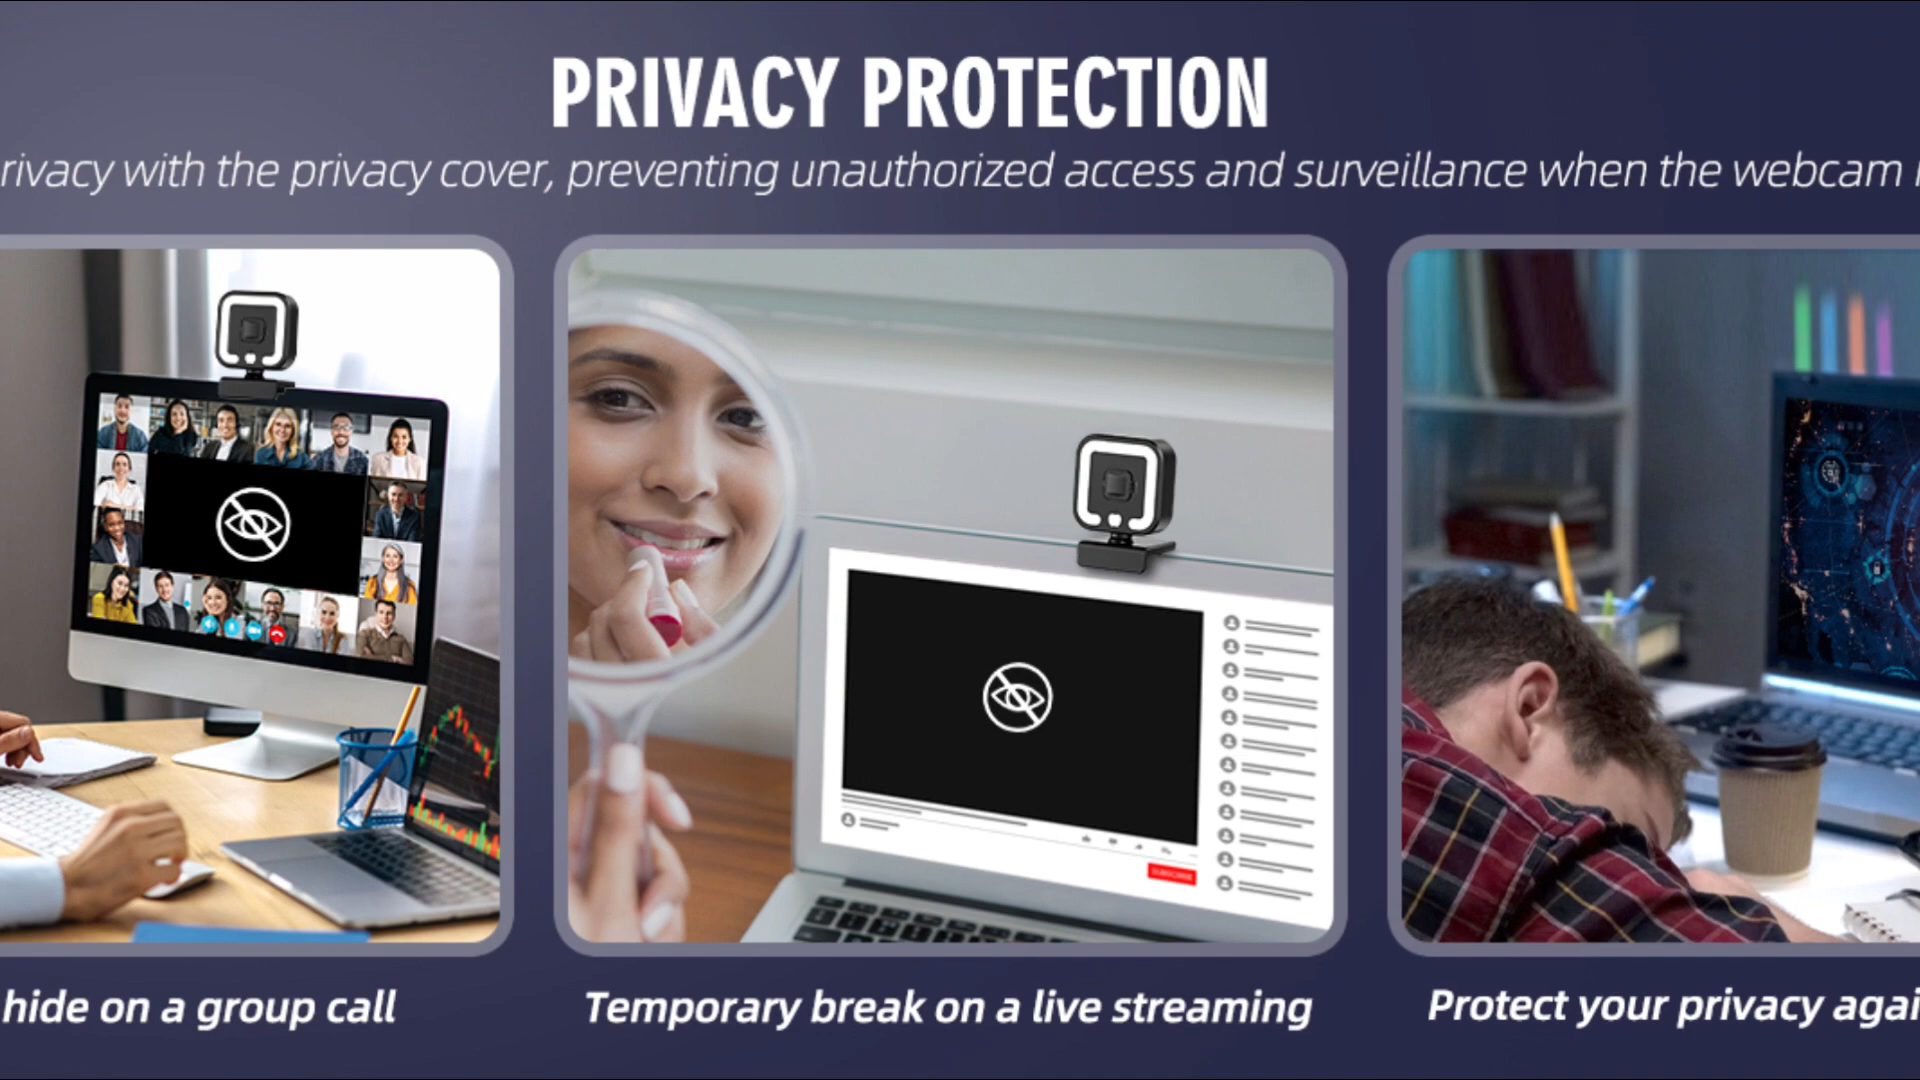 PRIVACY PROTECTION
rivacy with the privacy cover, preventing unauthorized access and surveillance when the webcam
SUBSCRIBE
hide on a group call
Temporary break on a live streaming
Protect your privacy agai